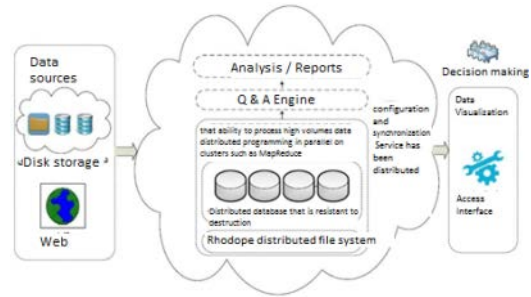 Data
sources
Disk storage
Web
Analysis / Reports
Q & A Engine
that ability to process high volumes data
distributed programming in parallel on
clusters such as MapReduce
Distributed database that is resistant to
destruction
Rhodope distributed file system
configuration
and
synchronization
Service has
been
distributed
Decision making
Data
Visualization
Access
Interface